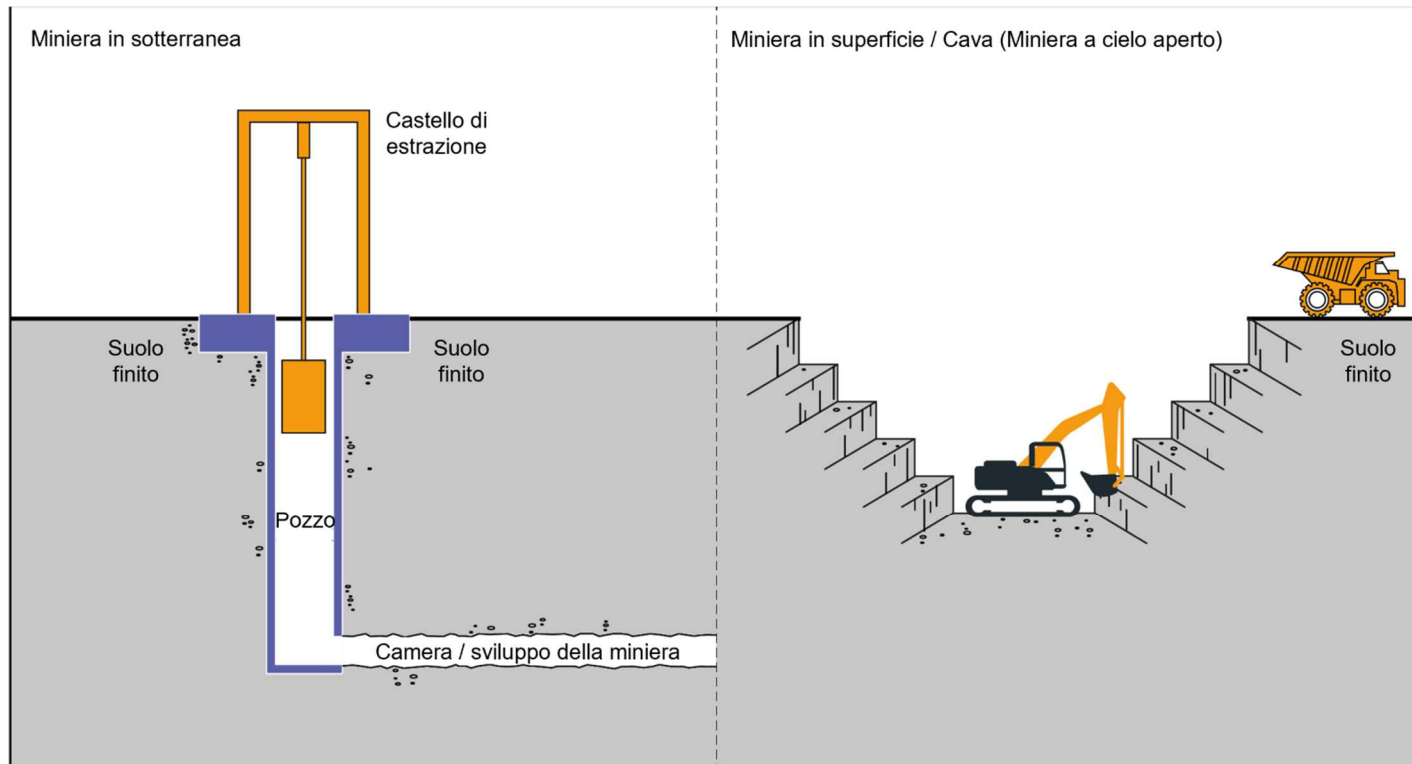 Miniera in sotterranea
Miniera in superficie / Cava (Miniera a cielo aperto)
Castello di
estrazione
Suolo
finito
Suolo
finito
Suolo
finito
Pozzo
Camera / sviluppo della miniera